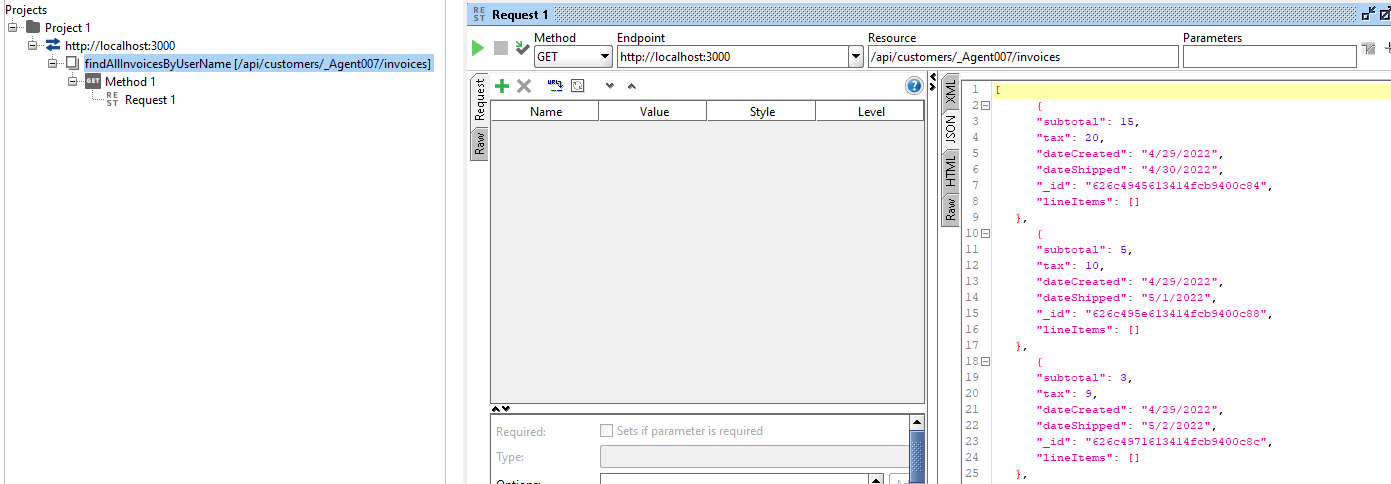 Projects
Project 1
http://localhost:3000
findAllInvoicesByUserName [/api/customers/_Agent007/invoices]
GET Method 1
REST Request 1
REST Request 1
Method Endpoint Resource Parameters
GET http://localhost:3000 /api/customers/_Agent007/invoices
Request
Raw
Name Value Style Level
Required: Sets if parameter is required
Type:
XML
JSON
HTML
Raw
1 [
2 {
3 "subtotal": 15,
4 "tax": 20,
5 "dateCreated": "4/29/2022",
6 "dateShipped": "4/30/2022",
7 "_id": "626c4945613414fcb9400c84",
8 "lineItems": []
9 },
10 {
11 "subtotal": 5,
12 "tax": 10,
13 "dateCreated": "4/29/2022",
14 "dateShipped": "5/1/2022",
15 "_id": "626c495e613414fcb9400c88",
16 "lineItems": []
17 },
18 {
19 "subtotal": 3,
20 "tax": 9,
21 "dateCreated": "4/29/2022",
22 "dateShipped": "5/2/2022",
23 "_id": "626c4971613414fcb9400c8c",
24 "lineItems": []
25 },